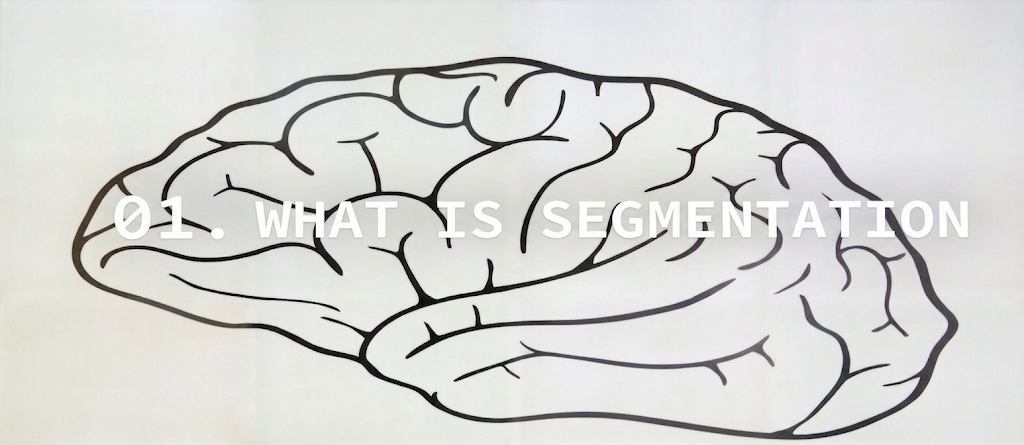 01. WHAT IS SEGMENTATION